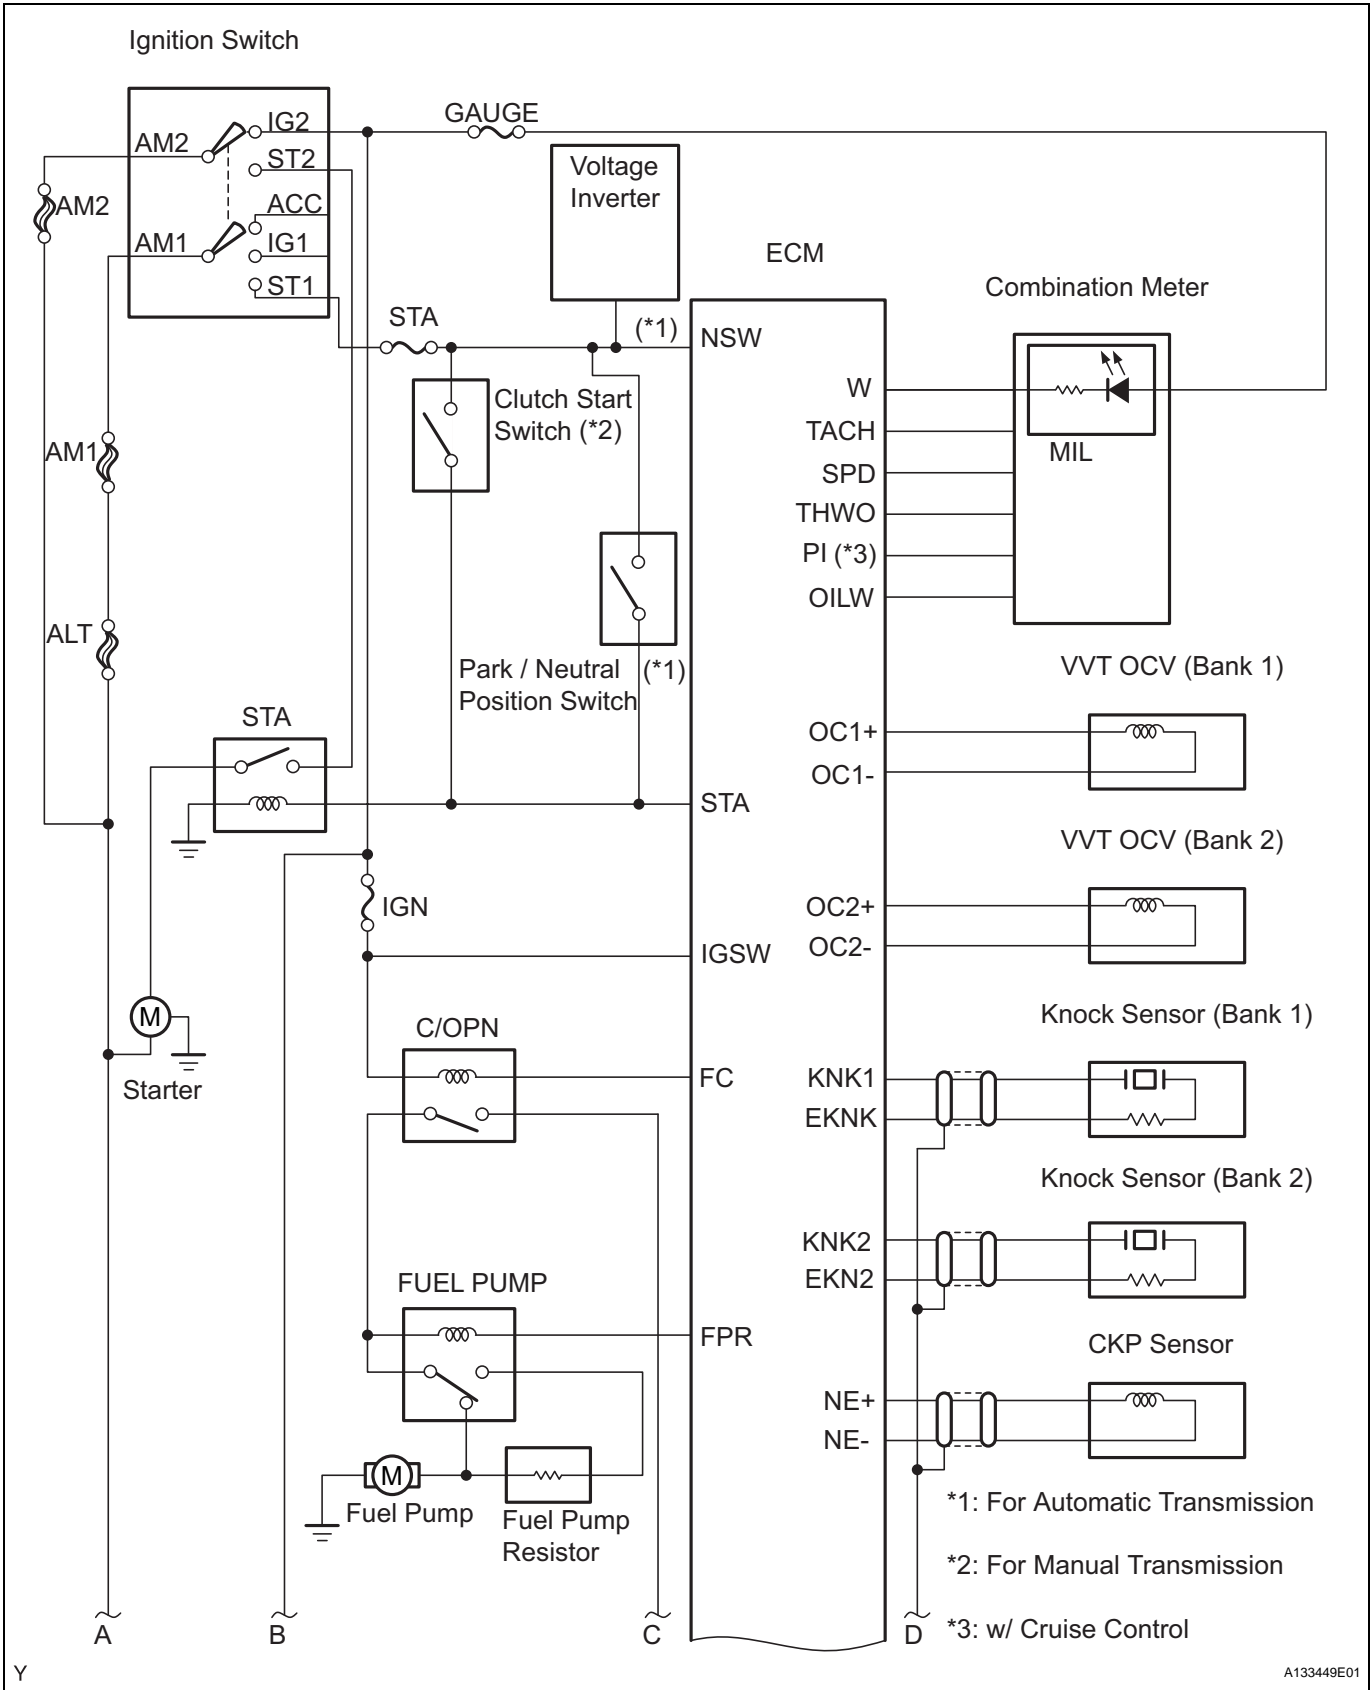 Ignition Switch
AM2
IG2
ST2
ACC
AM1
IG1
ST1
AM2
GAUGE
Voltage
Inverter
ECM
Combination Meter
STA
(*1)
NSW
Clutch Start
Switch (*2)
W
TACH
SPD
THWO
PI (*3)
OILW
MIL
AM1
ALT
Park / Neutral
Position Switch
(*1)
VVT OCV (Bank 1)
STA
OC1+
OC1-
STA
VVT OCV (Bank 2)
IGN
OC2+
OC2-
IGSW
M
Starter
C/OPN
Knock Sensor (Bank 1)
FC
KNK1
EKNK
Knock Sensor (Bank 2)
KNK2
EKN2
FUEL PUMP
FPR
CKP Sensor
NE+
NE-
M
Fuel Pump
Fuel Pump
Resistor
*1: For Automatic Transmission
*2: For Manual Transmission
*3: w/ Cruise Control
A
B
C
D
Y
A133449E01